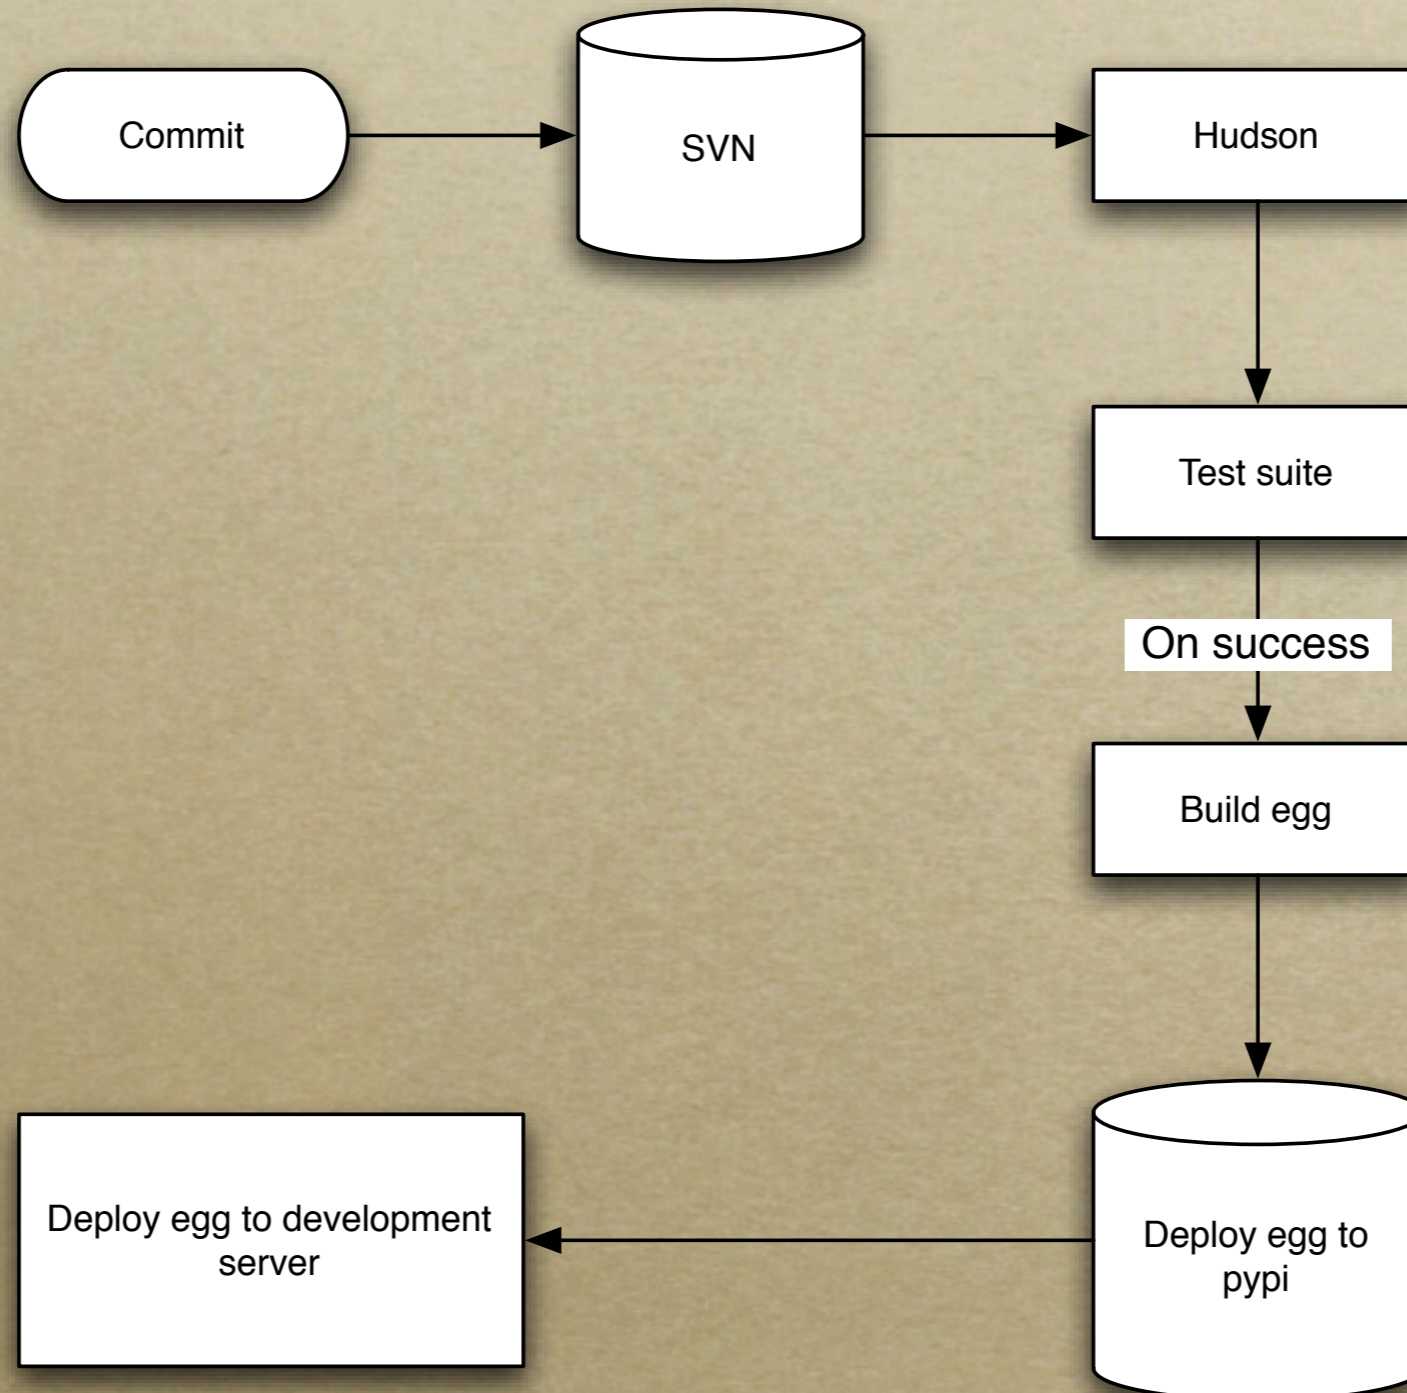 Commit
SVN
Hudson
Test suite
On success
Build egg
Deploy egg to
pypi
Deploy egg to development
server